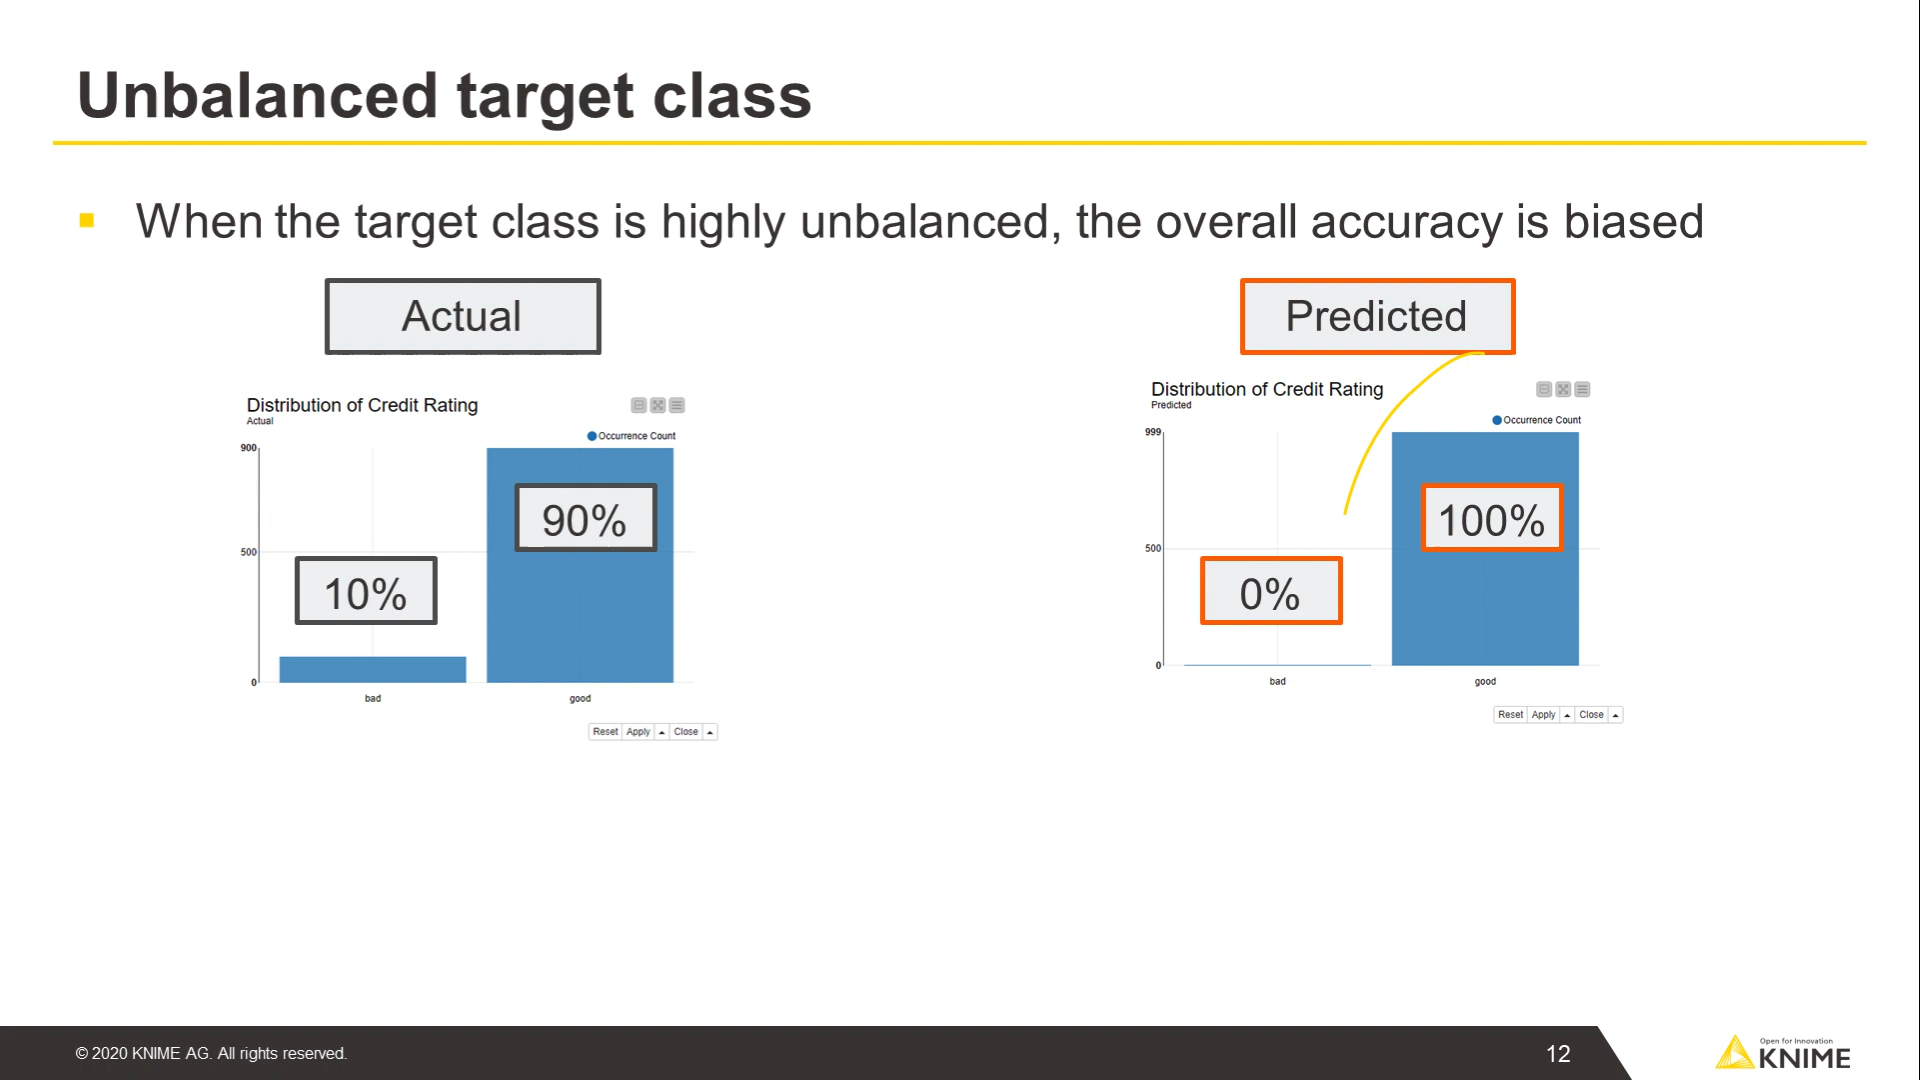 Unbalanced target class
When the target class is highly unbalanced, the overall accuracy is biased
Actual
Distribution of Credit Rating
Actual
Occurrence Count
900
500
0
90%
10%
bad
good
Reset Apply Close
Predicted
Distribution of Credit Rating
Predicted
Occurrence Count
999
500
0
100%
0%
bad
good
Reset Apply Close
© 2020 KNIME AG. All rights reserved.
12
Open for Innovation
KNIME